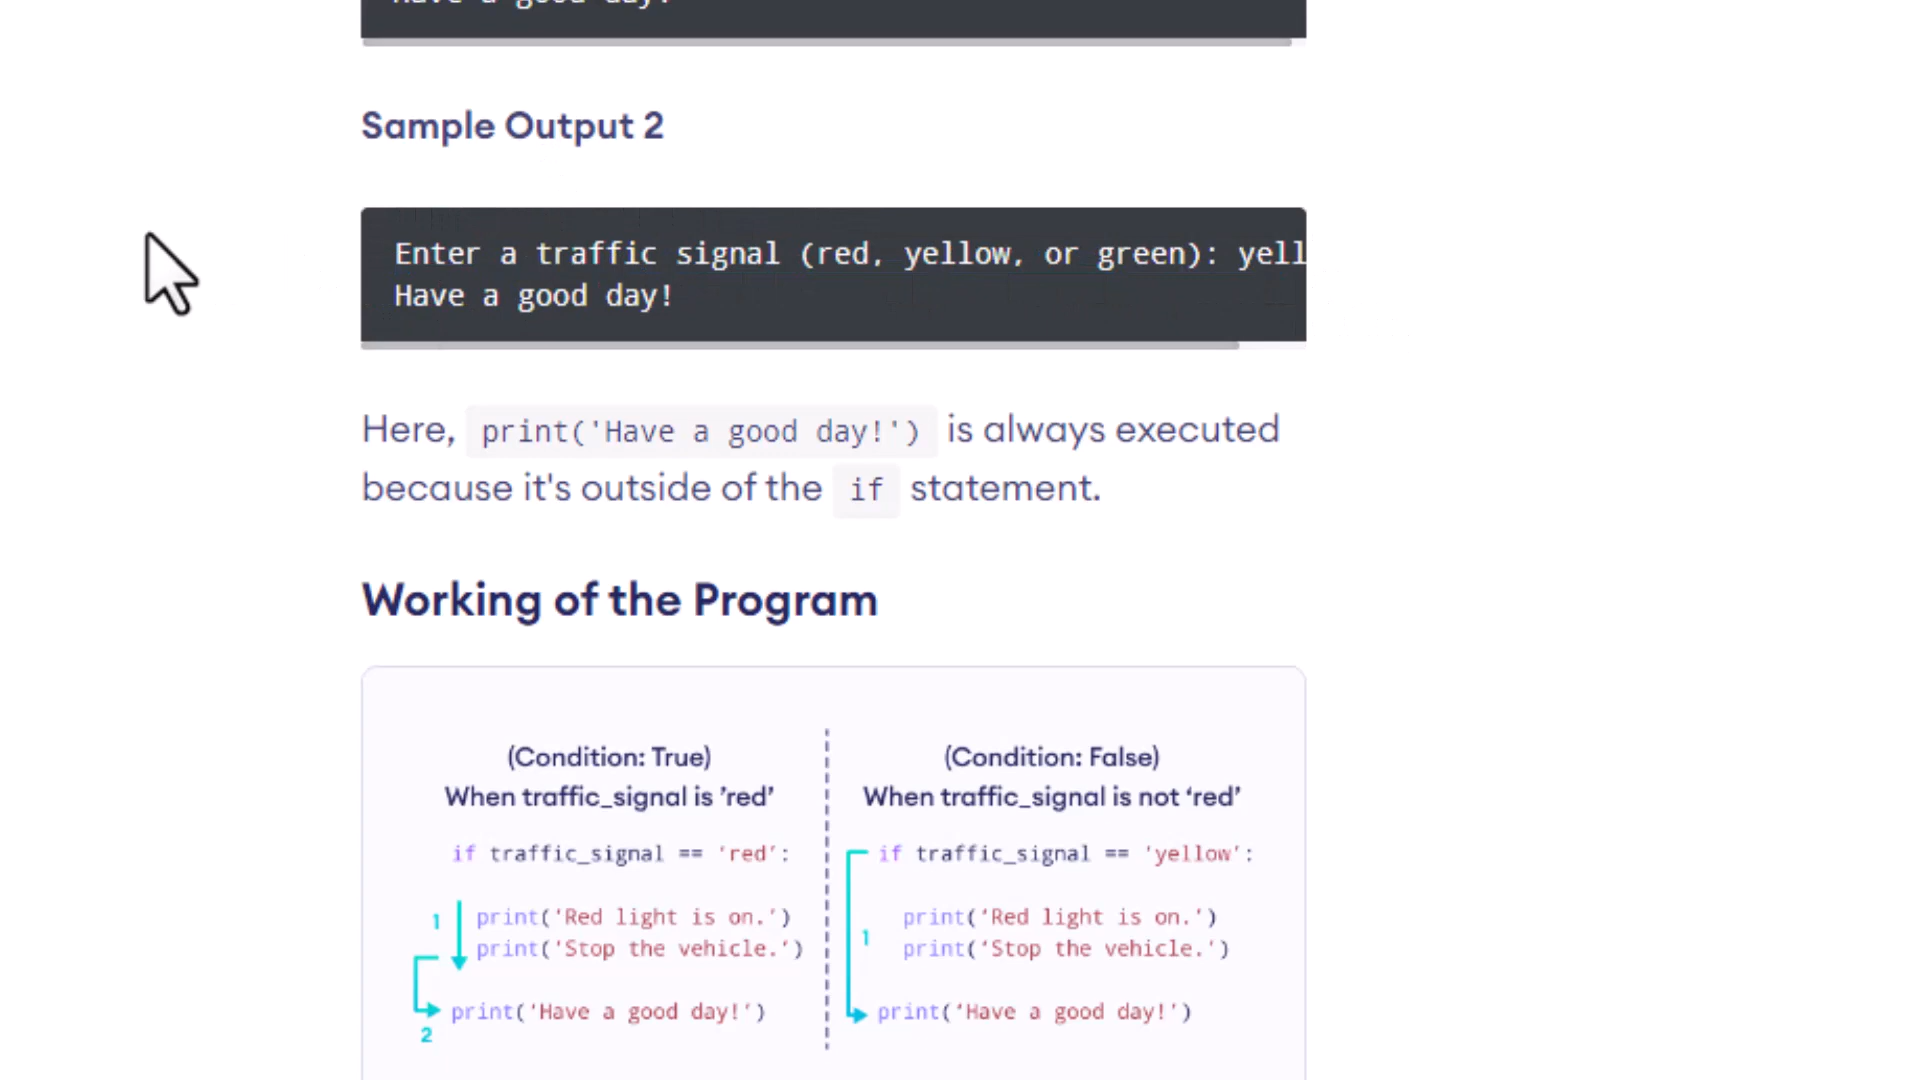 Have a good day!
Sample Output 2
Enter a traffic signal (red, yellow, or green): yell
Have a good day!
Here, print('Have a good day!') is always executed
because it's outside of the if statement.
Working of the Program
(Condition: True)
When traffic_signal is ’red’
if traffic_signal == 'red':
1
print('Red light is on.')
print('Stop the vehicle.')
print('Have a good day!')
2
(Condition: False)
When traffic_signal is not ‘red’
if traffic_signal == 'yellow':
print('Red light is on.')
1
print('Stop the vehicle.')
print('Have a good day!')